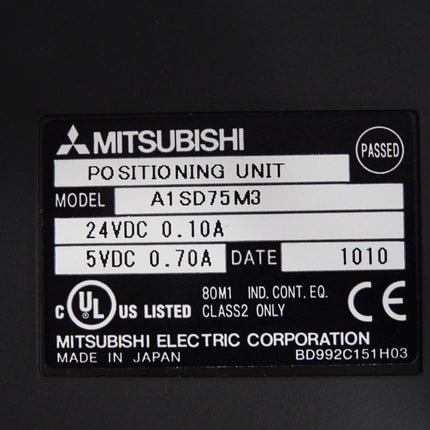 MITSUBISHI
PASSED
POSITIONING UNIT
MODEL A1SD75M3
24VDC 0.10A
5VDC 0.70A DATE 1010
C UL US LISTED 80M1 IND. CONT. EQ. CLASS2 ONLY CE
MITSUBISHI ELECTRIC CORPORATION
MADE IN JAPAN BD992C151H03